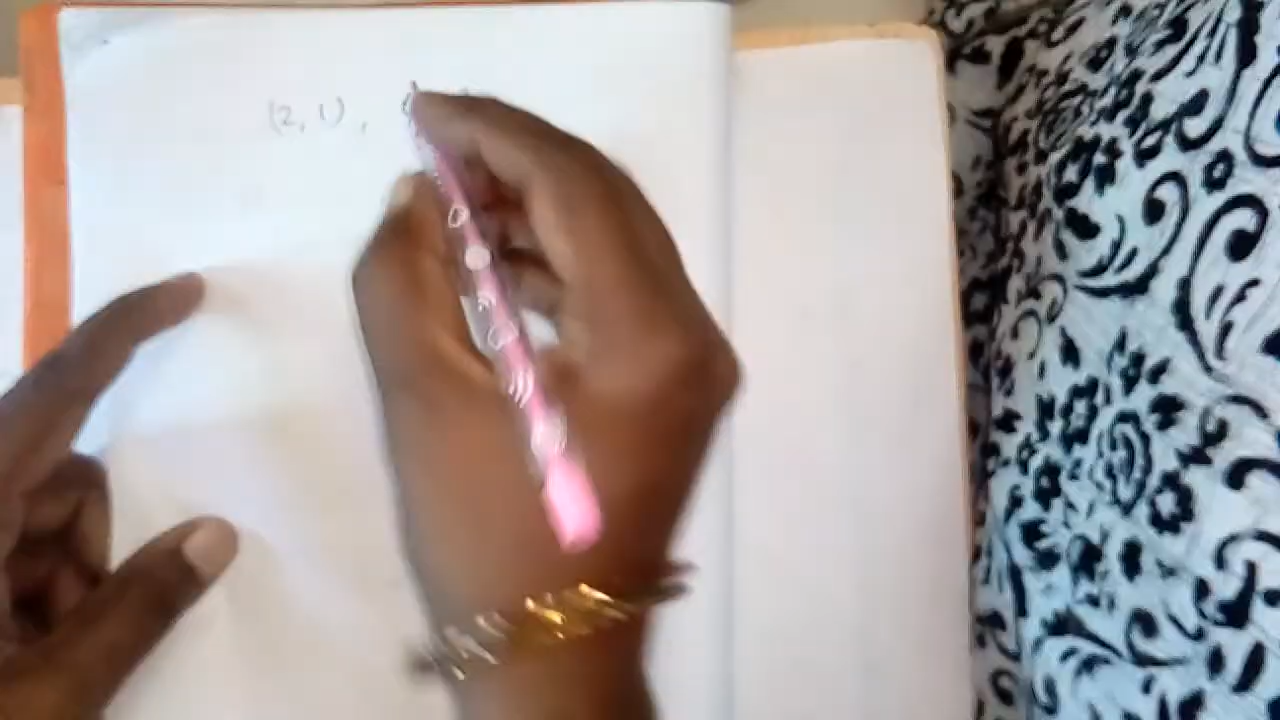 (2, 1), (